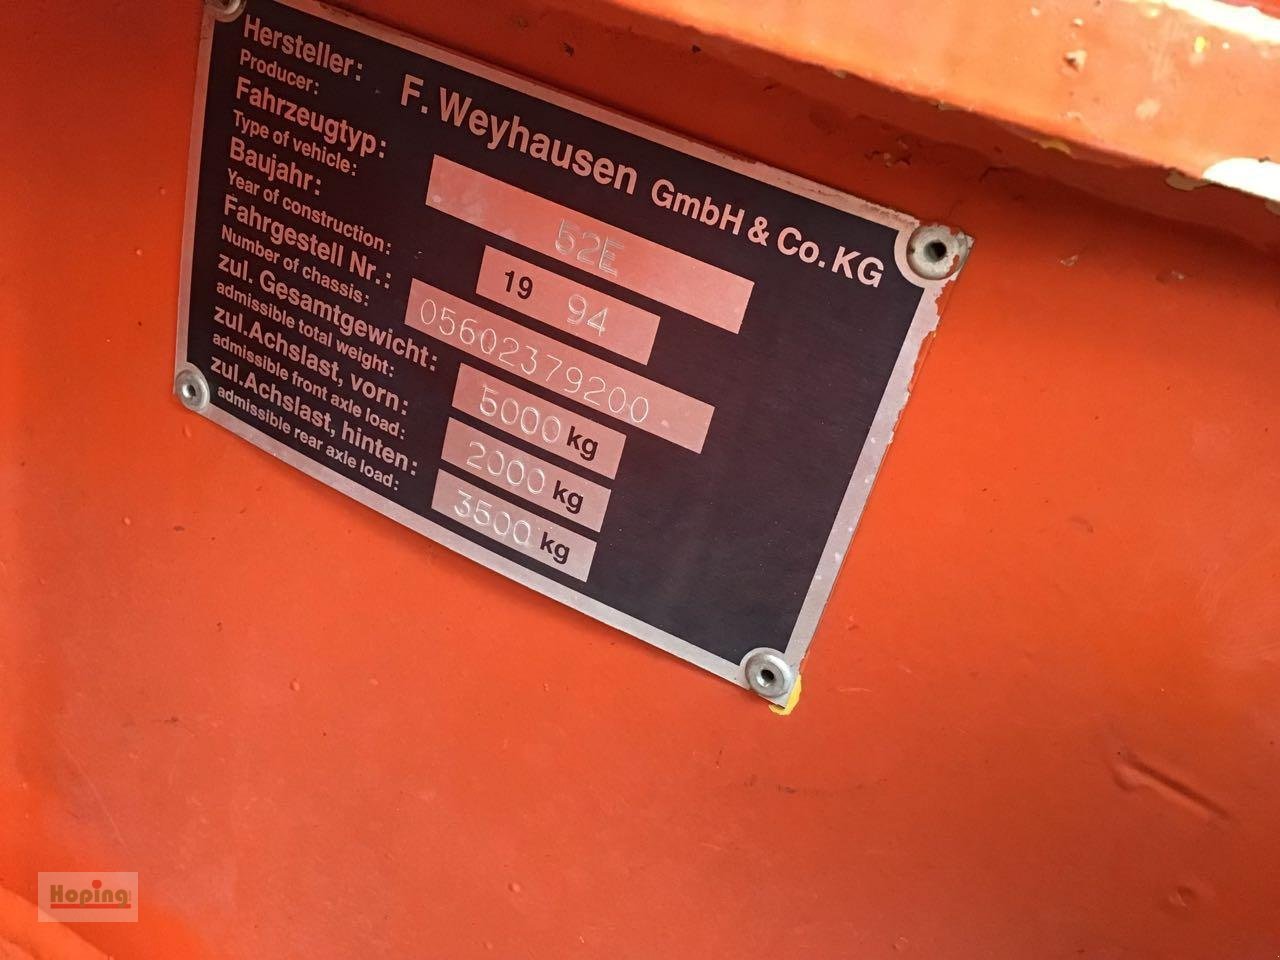 Hersteller: F. Weyhausen GmbH & Co. KG
Producer:
Fahrzeugtyp: 52E
Type of vehicle:
Baujahr: 19 94
Year of construction:
Fahrgestell Nr.: 05602379200
Number of chassis:
zul. Gesamtgewicht: 5000 kg
admissible total weight:
zul.Achslast, vorn: 2000 kg
admissible front axle load:
zul.Achslast, hinten: 3500 kg
admissible rear axle load:
Hoping